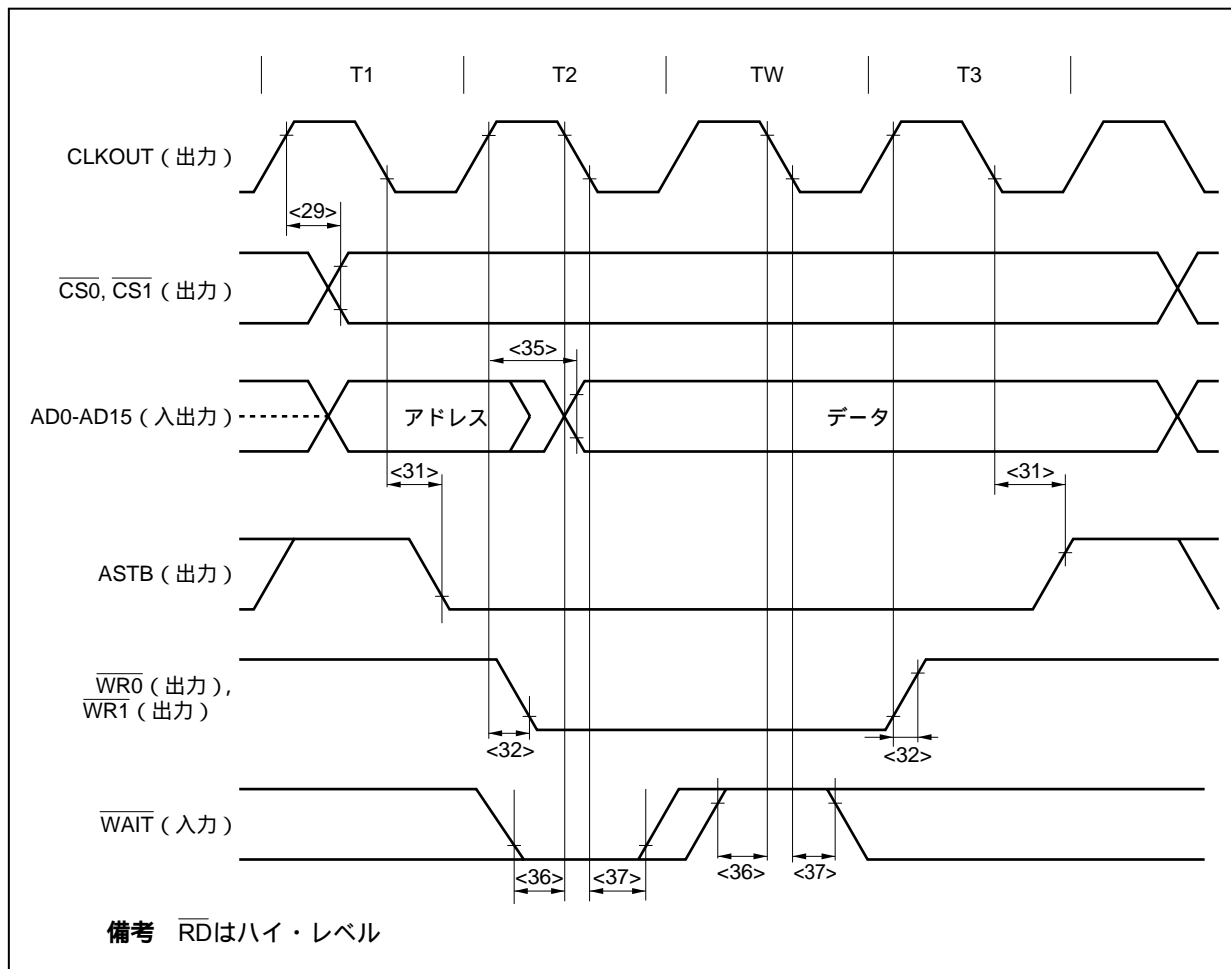 T1 T2 TW T3
CLKOUT（出力）
<29>
CS0, CS1（出力）
<35>
AD0-AD15（入出力） アドレス データ
<31> <31>
ASTB（出力）
WR0（出力）,
WR1（出力）
<32> <32>
WAIT（入力）
<36> <37> <36> <37>
備考 RDはハイ・レベル